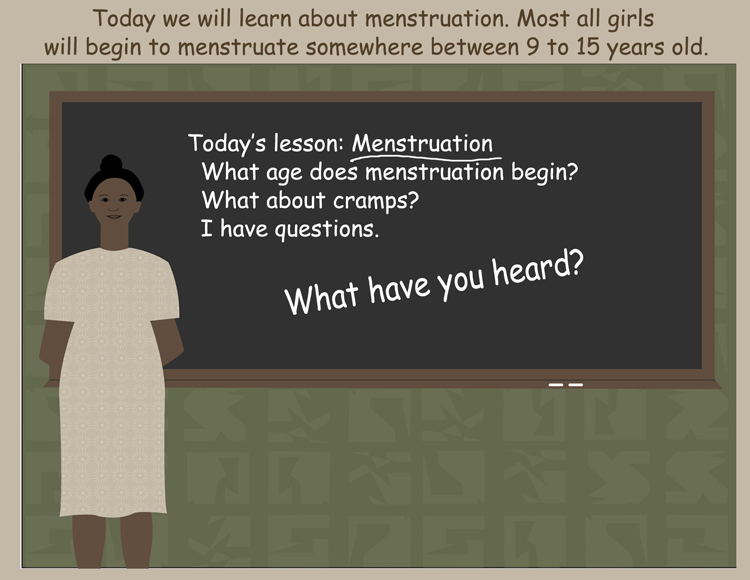 Today we will learn about menstruation. Most all girls
will begin to menstruate somewhere between 9 to 15 years old.
Today's lesson: Menstruation
What age does menstruation begin?
What about cramps?
I have questions.
What have you heard?